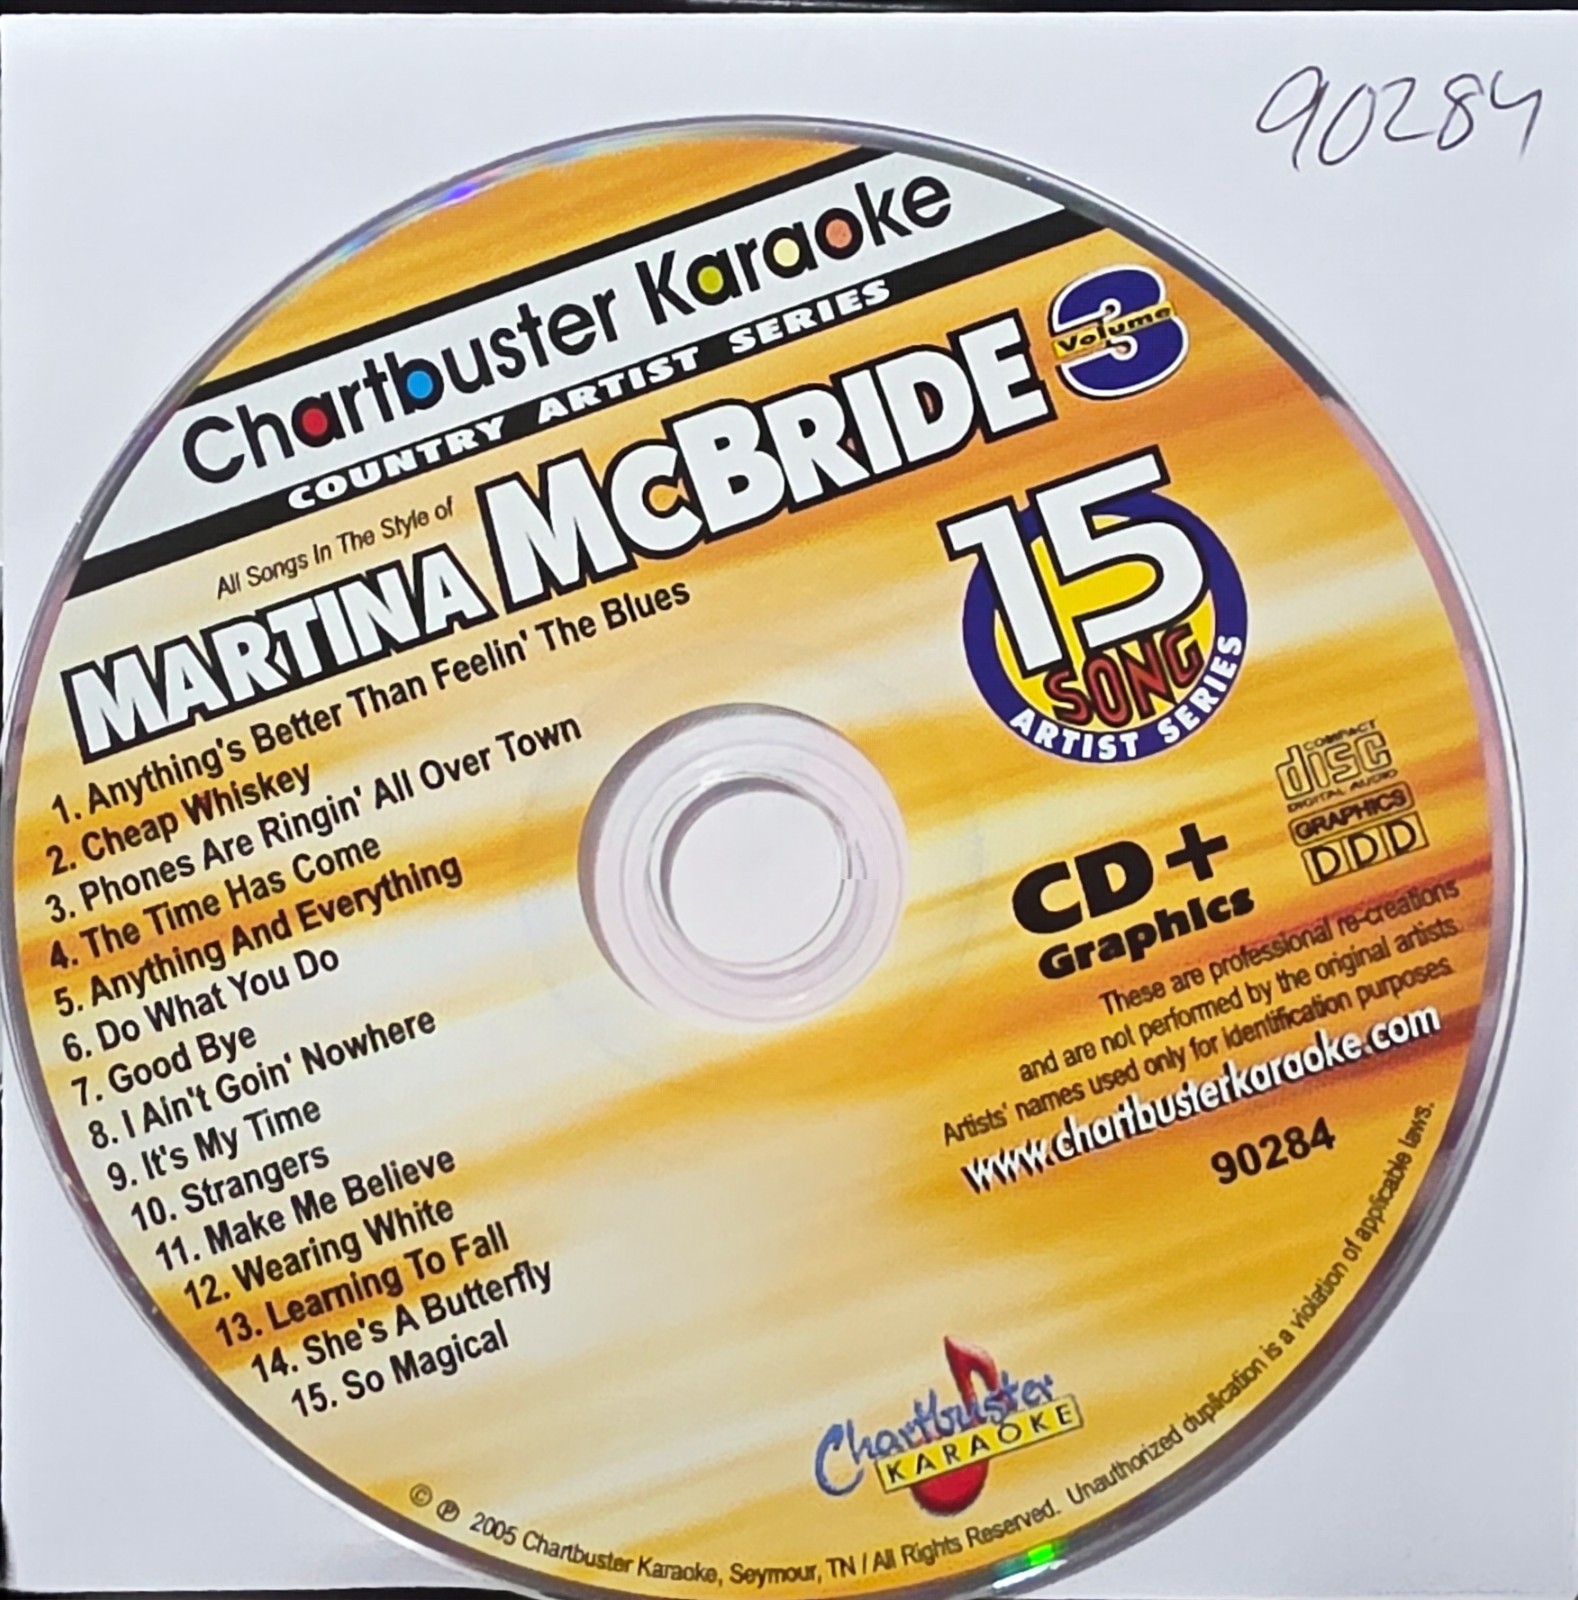 90284
Chartbuster Karaoke
COUNTRY ARTIST SERIES
All Songs In The Style of
MARTINA McBRIDE
Volume 3
15
SONG
ARTIST SERIES
1. Anything's Better Than Feelin' The Blues
2. Cheap Whiskey
3. Phones Are Ringin' All Over Town
4. The Time Has Come
5. Anything And Everything
6. Do What You Do
7. Good Bye
8. I Ain't Goin' Nowhere
9. It's My Time
10. Strangers
11. Make Me Believe
12. Wearing White
13. Learning To Fall
14. She's A Butterfly
15. So Magical
COMPACT
disc
DIGITAL AUDIO
GRAPHICS
DDD
CD+
Graphics
These are professional re-creations
and are not performed by the original artists.
Artists' names used only for identification purposes.
www.chartbusterkaraoke.com
90284
Chartbuster
KARAOKE
© ℗ 2005 Chartbuster Karaoke, Seymour, TN / All Rights Reserved. Unauthorized duplication is a violation of applicable laws.